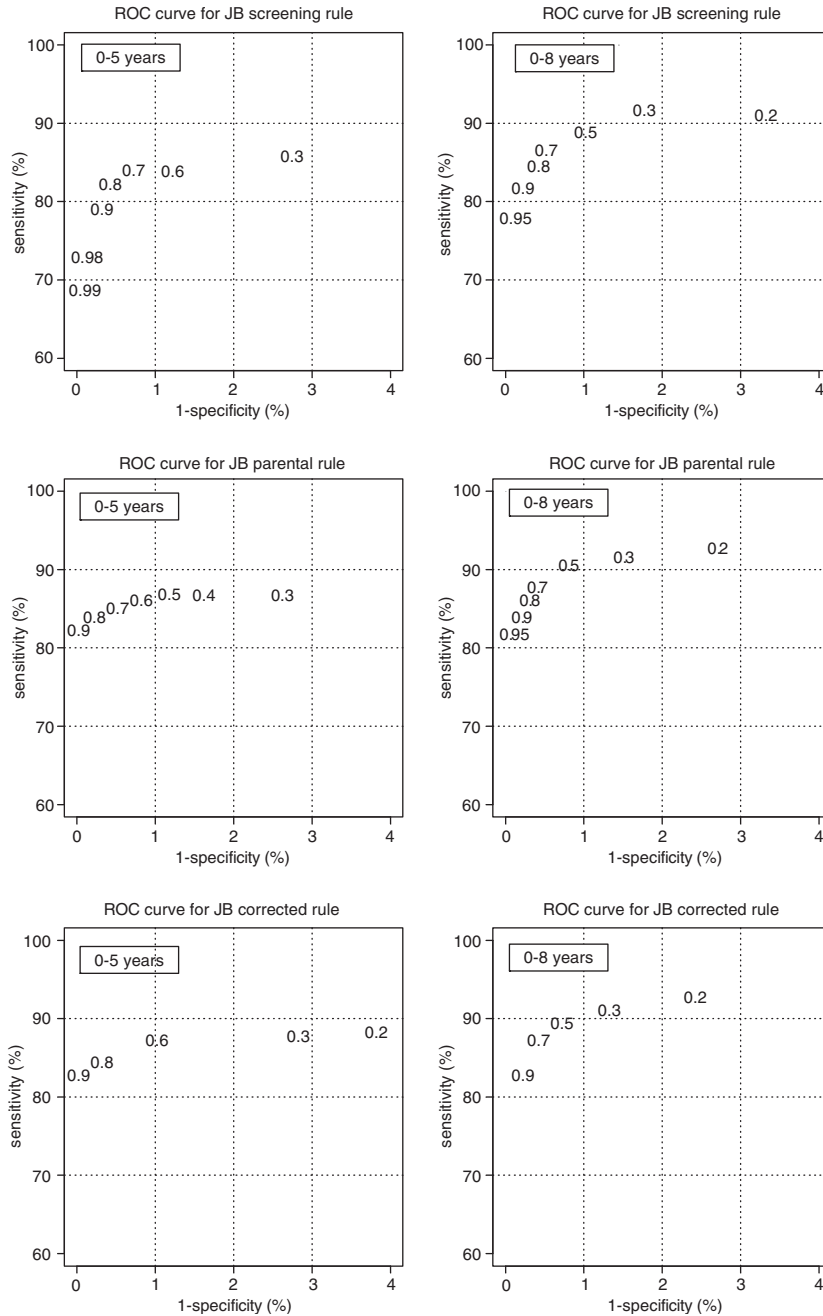 ROC curve for JB screening rule
0-5 years
sensitivity (%)
100
90
80
70
60
0.3
0.7
0.6
0.8
0.9
0.98
0.99
0 1 2 3 4
1-specificity (%)
ROC curve for JB screening rule
0-8 years
sensitivity (%)
100
90
80
70
60
0.3
0.2
0.5
0.7
0.8
0.9
0.95
0 1 2 3 4
1-specificity (%)
ROC curve for JB parental rule
0-5 years
sensitivity (%)
100
90
80
70
60
0.9
0.8
0.7
0.6
0.5
0.4
0.3
0 1 2 3 4
1-specificity (%)
ROC curve for JB parental rule
0-8 years
sensitivity (%)
100
90
80
70
60
0.2
0.3
0.5
0.7
0.8
0.9
0.95
0 1 2 3 4
1-specificity (%)
ROC curve for JB corrected rule
0-5 years
sensitivity (%)
100
90
80
70
60
0.9
0.8
0.6
0.3
0.2
0 1 2 3 4
1-specificity (%)
ROC curve for JB corrected rule
0-8 years
sensitivity (%)
100
90
80
70
60
0.2
0.3
0.5
0.7
0.9
0 1 2 3 4
1-specificity (%)